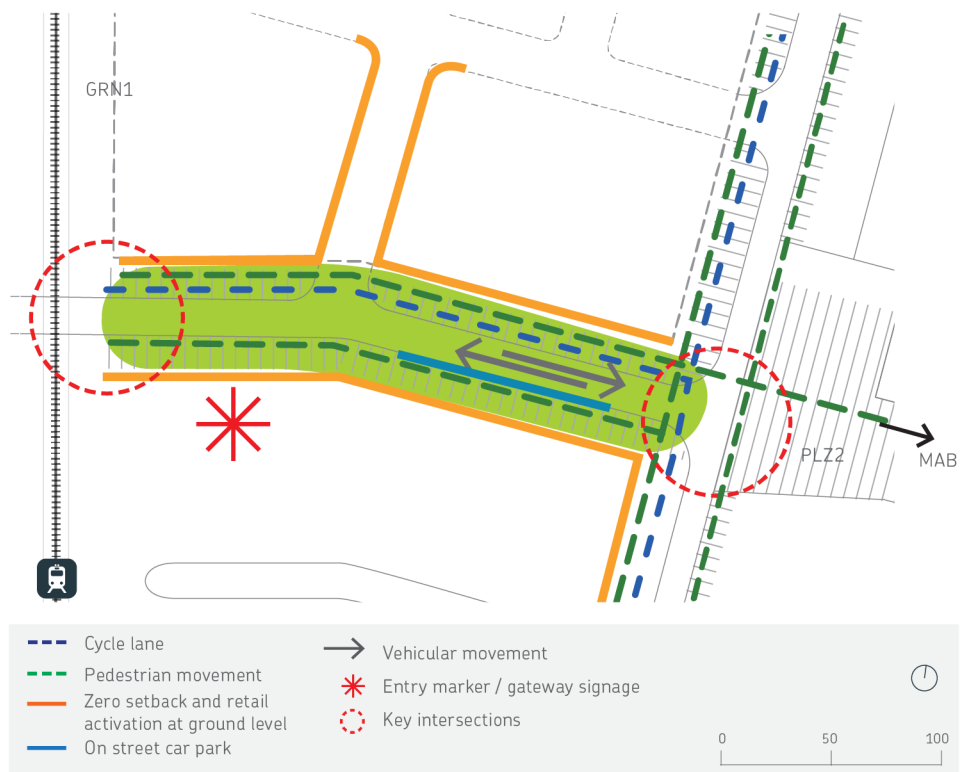 GRN1
PLZ2
MAB
Cycle lane
Pedestrian movement
Zero setback and retail
activation at ground level
On street car park
Vehicular movement
Entry marker / gateway signage
Key intersections
0 50 100